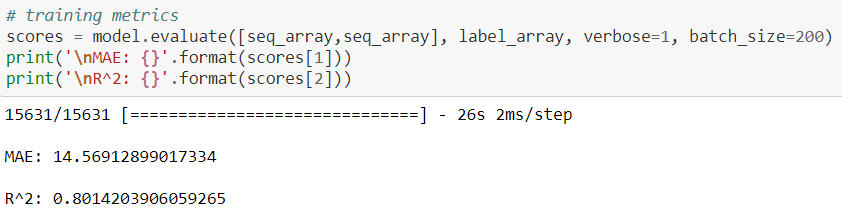 # training metrics
scores = model.evaluate([seq_array,seq_array], label_array, verbose=1, batch_size=200)
print('\nMAE: {}'.format(scores[1]))
print('\nR^2: {}'.format(scores[2]))
15631/15631 [==============================] - 26s 2ms/step
MAE: 14.56912899017334
R^2: 0.8014203906059265